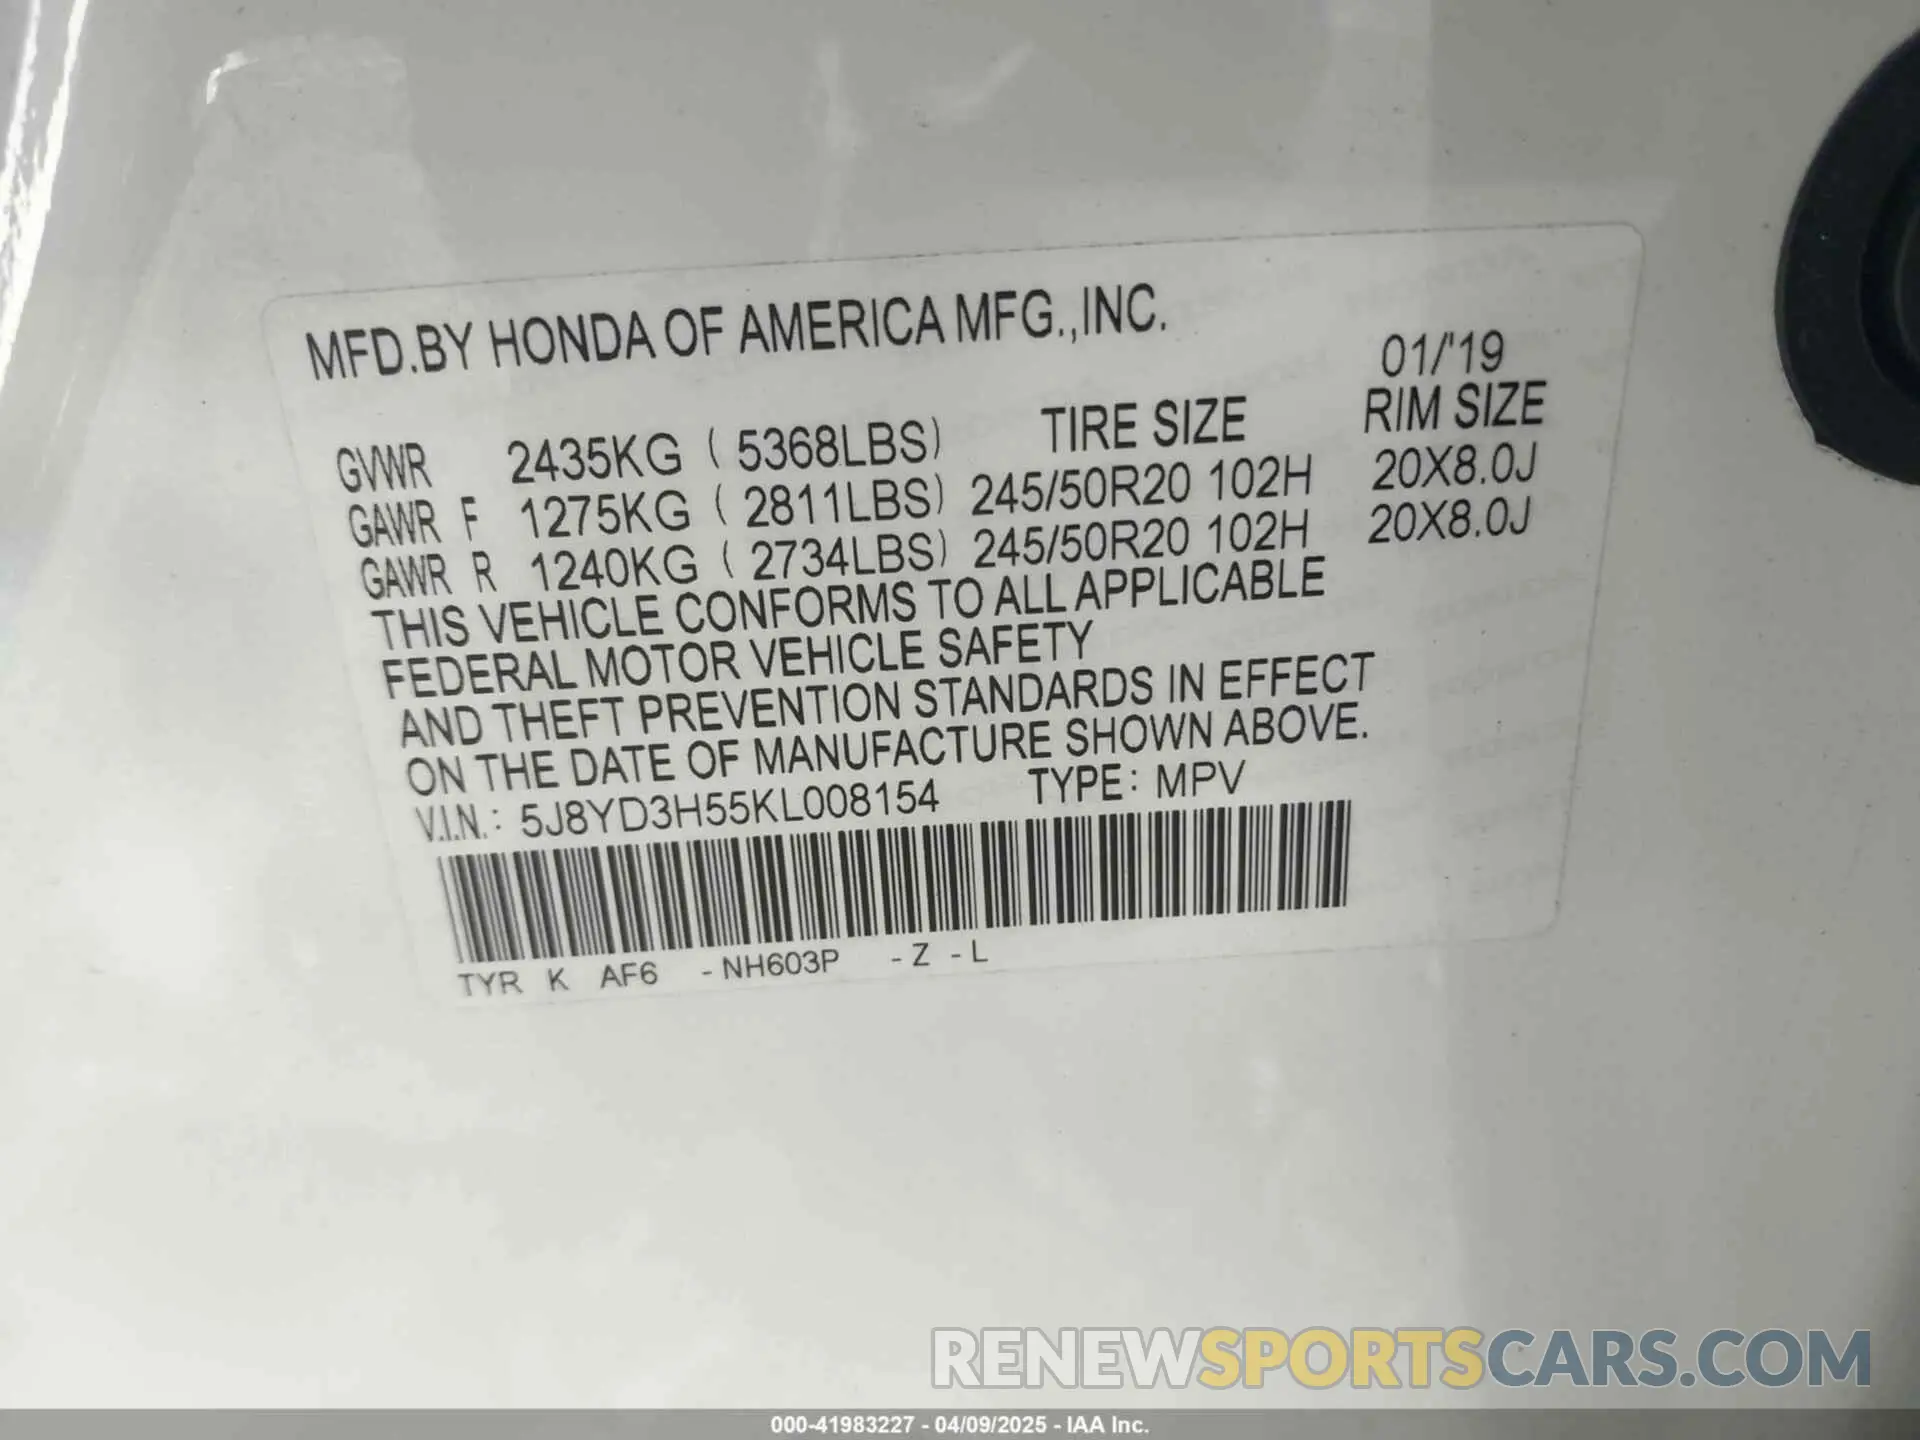 MFD.BY HONDA OF AMERICA MFG.,INC.
01/'19
GVWR 2435KG ( 5368LBS) TIRE SIZE RIM SIZE
GAWR F 1275KG ( 2811LBS) 245/50R20 102H 20X8.0J
GAWR R 1240KG ( 2734LBS) 245/50R20 102H 20X8.0J
THIS VEHICLE CONFORMS TO ALL APPLICABLE
FEDERAL MOTOR VEHICLE SAFETY
AND THEFT PREVENTION STANDARDS IN EFFECT
ON THE DATE OF MANUFACTURE SHOWN ABOVE.
V.I.N.: 5J8YD3H55KL008154 TYPE: MPV
TYR K AF6 -NH603P -Z -L
RENEWSPORTSCARS.COM
000-41983227 - 04/09/2025 - IAA Inc.